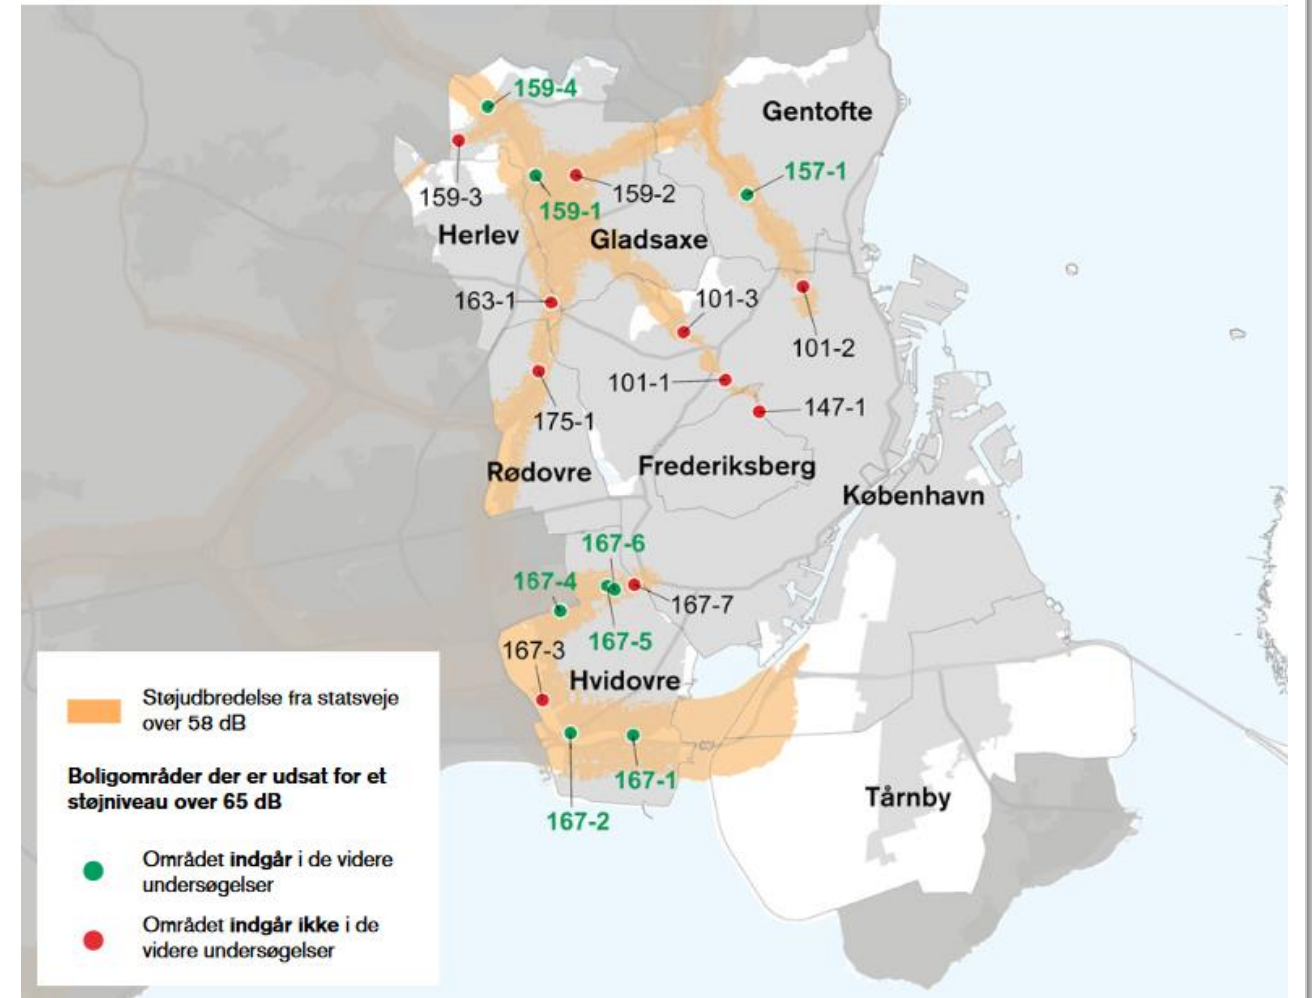 159-4
Gentofte
157-1
159-3
159-2
159-1
Herlev
Gladsaxe
163-1
101-3
101-2
101-1
147-1
175-1
Rødovre
Frederiksberg
København
167-6
167-4
167-7
167-5
167-3
Hvidovre
167-1
Tårnby
167-2
Støjudbredelse fra statsveje
over 58 dB
Boligområder der er udsat for et
støjniveau over 65 dB
Området indgår i de videre
undersøgelser
Området indgår ikke i de
videre undersøgelser